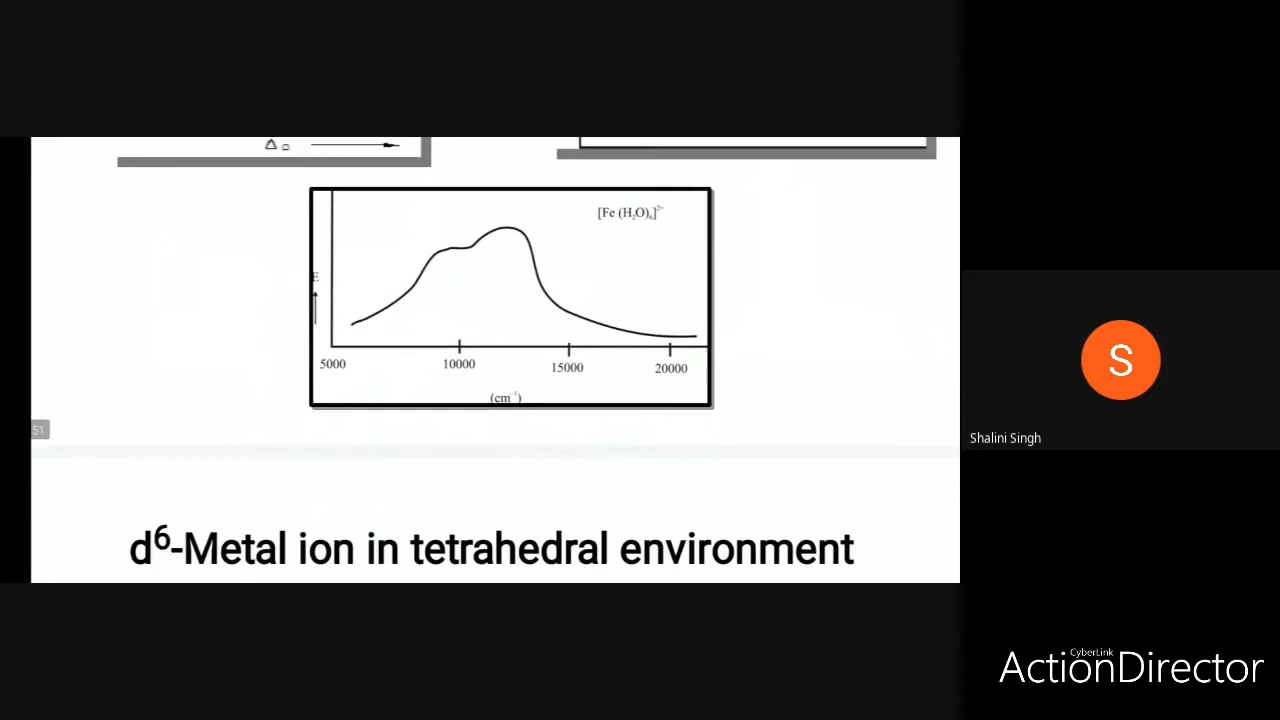 Δo
[Fe (H₂O)₆]²⁺
E
5000
10000
15000
20000
(cm⁻¹)
51
d⁶-Metal ion in tetrahedral environment
S
Shalini Singh
CyberLink
ActionDirector